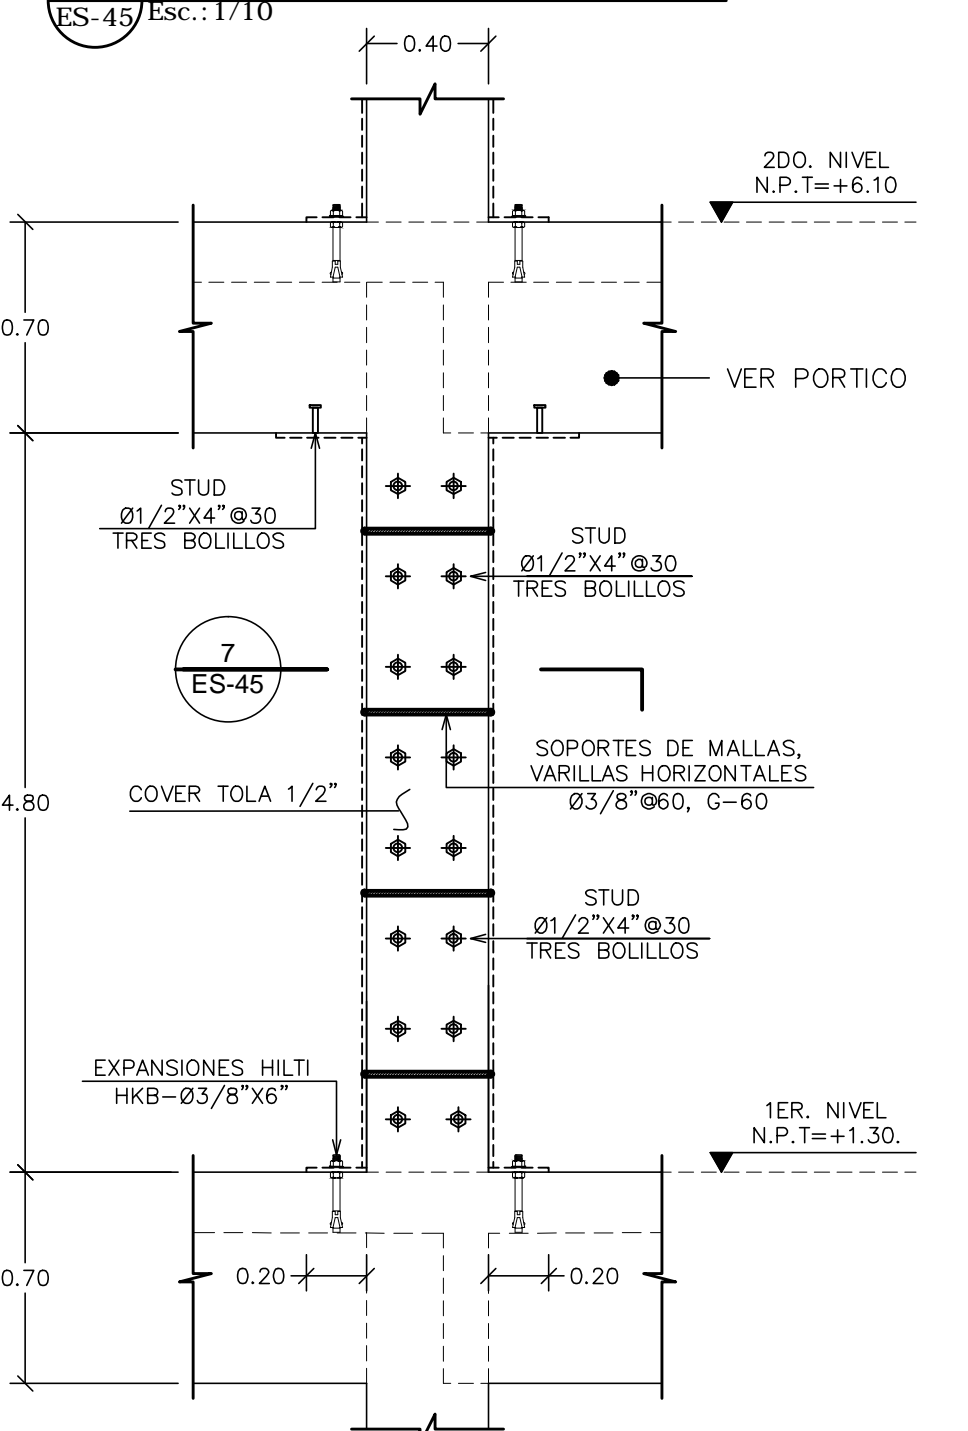 ES-45 Esc.: 1/10
0.40
2DO. NIVEL
N.P.T=+6.10
0.70
VER PORTICO
STUD
Ø1/2”X4”@30
TRES BOLILLOS
STUD
Ø1/2”X4”@30
TRES BOLILLOS
7
ES-45
SOPORTES DE MALLAS,
VARILLAS HORIZONTALES
Ø3/8”@60, G-60
COVER TOLA 1/2”
4.80
STUD
Ø1/2”X4”@30
TRES BOLILLOS
EXPANSIONES HILTI
HKB-Ø3/8”X6”
1ER. NIVEL
N.P.T=+1.30.
0.70
0.20
0.20